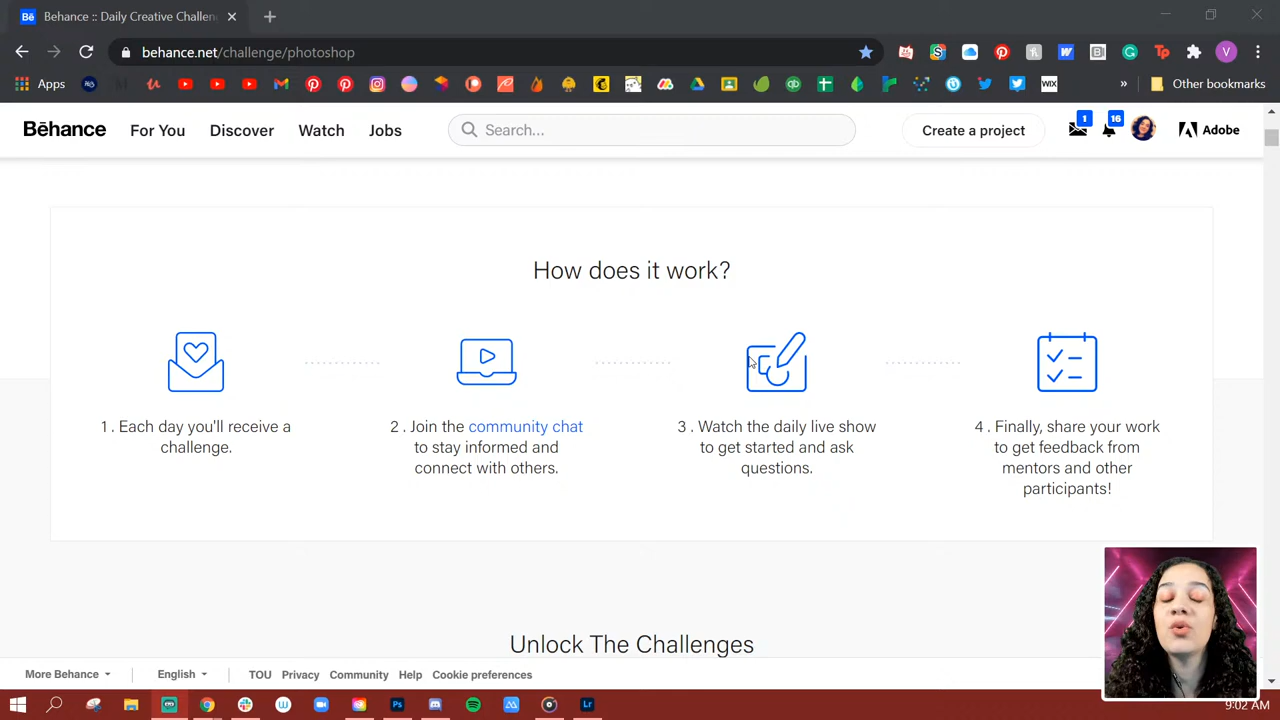 Behance :: Daily Creative Challen
behance.net/challenge/photoshop
V
Apps
WIX
»
Other bookmarks
Bēhance
For You
Discover
Watch
Jobs
Search...
Create a project
1
16
Adobe
How does it work?
1 . Each day you'll receive a
challenge.
2 . Join the community chat
to stay informed and
connect with others.
3 . Watch the daily live show
to get started and ask
questions.
4 . Finally, share your work
to get feedback from
mentors and other
participants!
Unlock The Challenges
More Behance
English
TOU
Privacy
Community
Help
Cookie preferences
9:02 AM